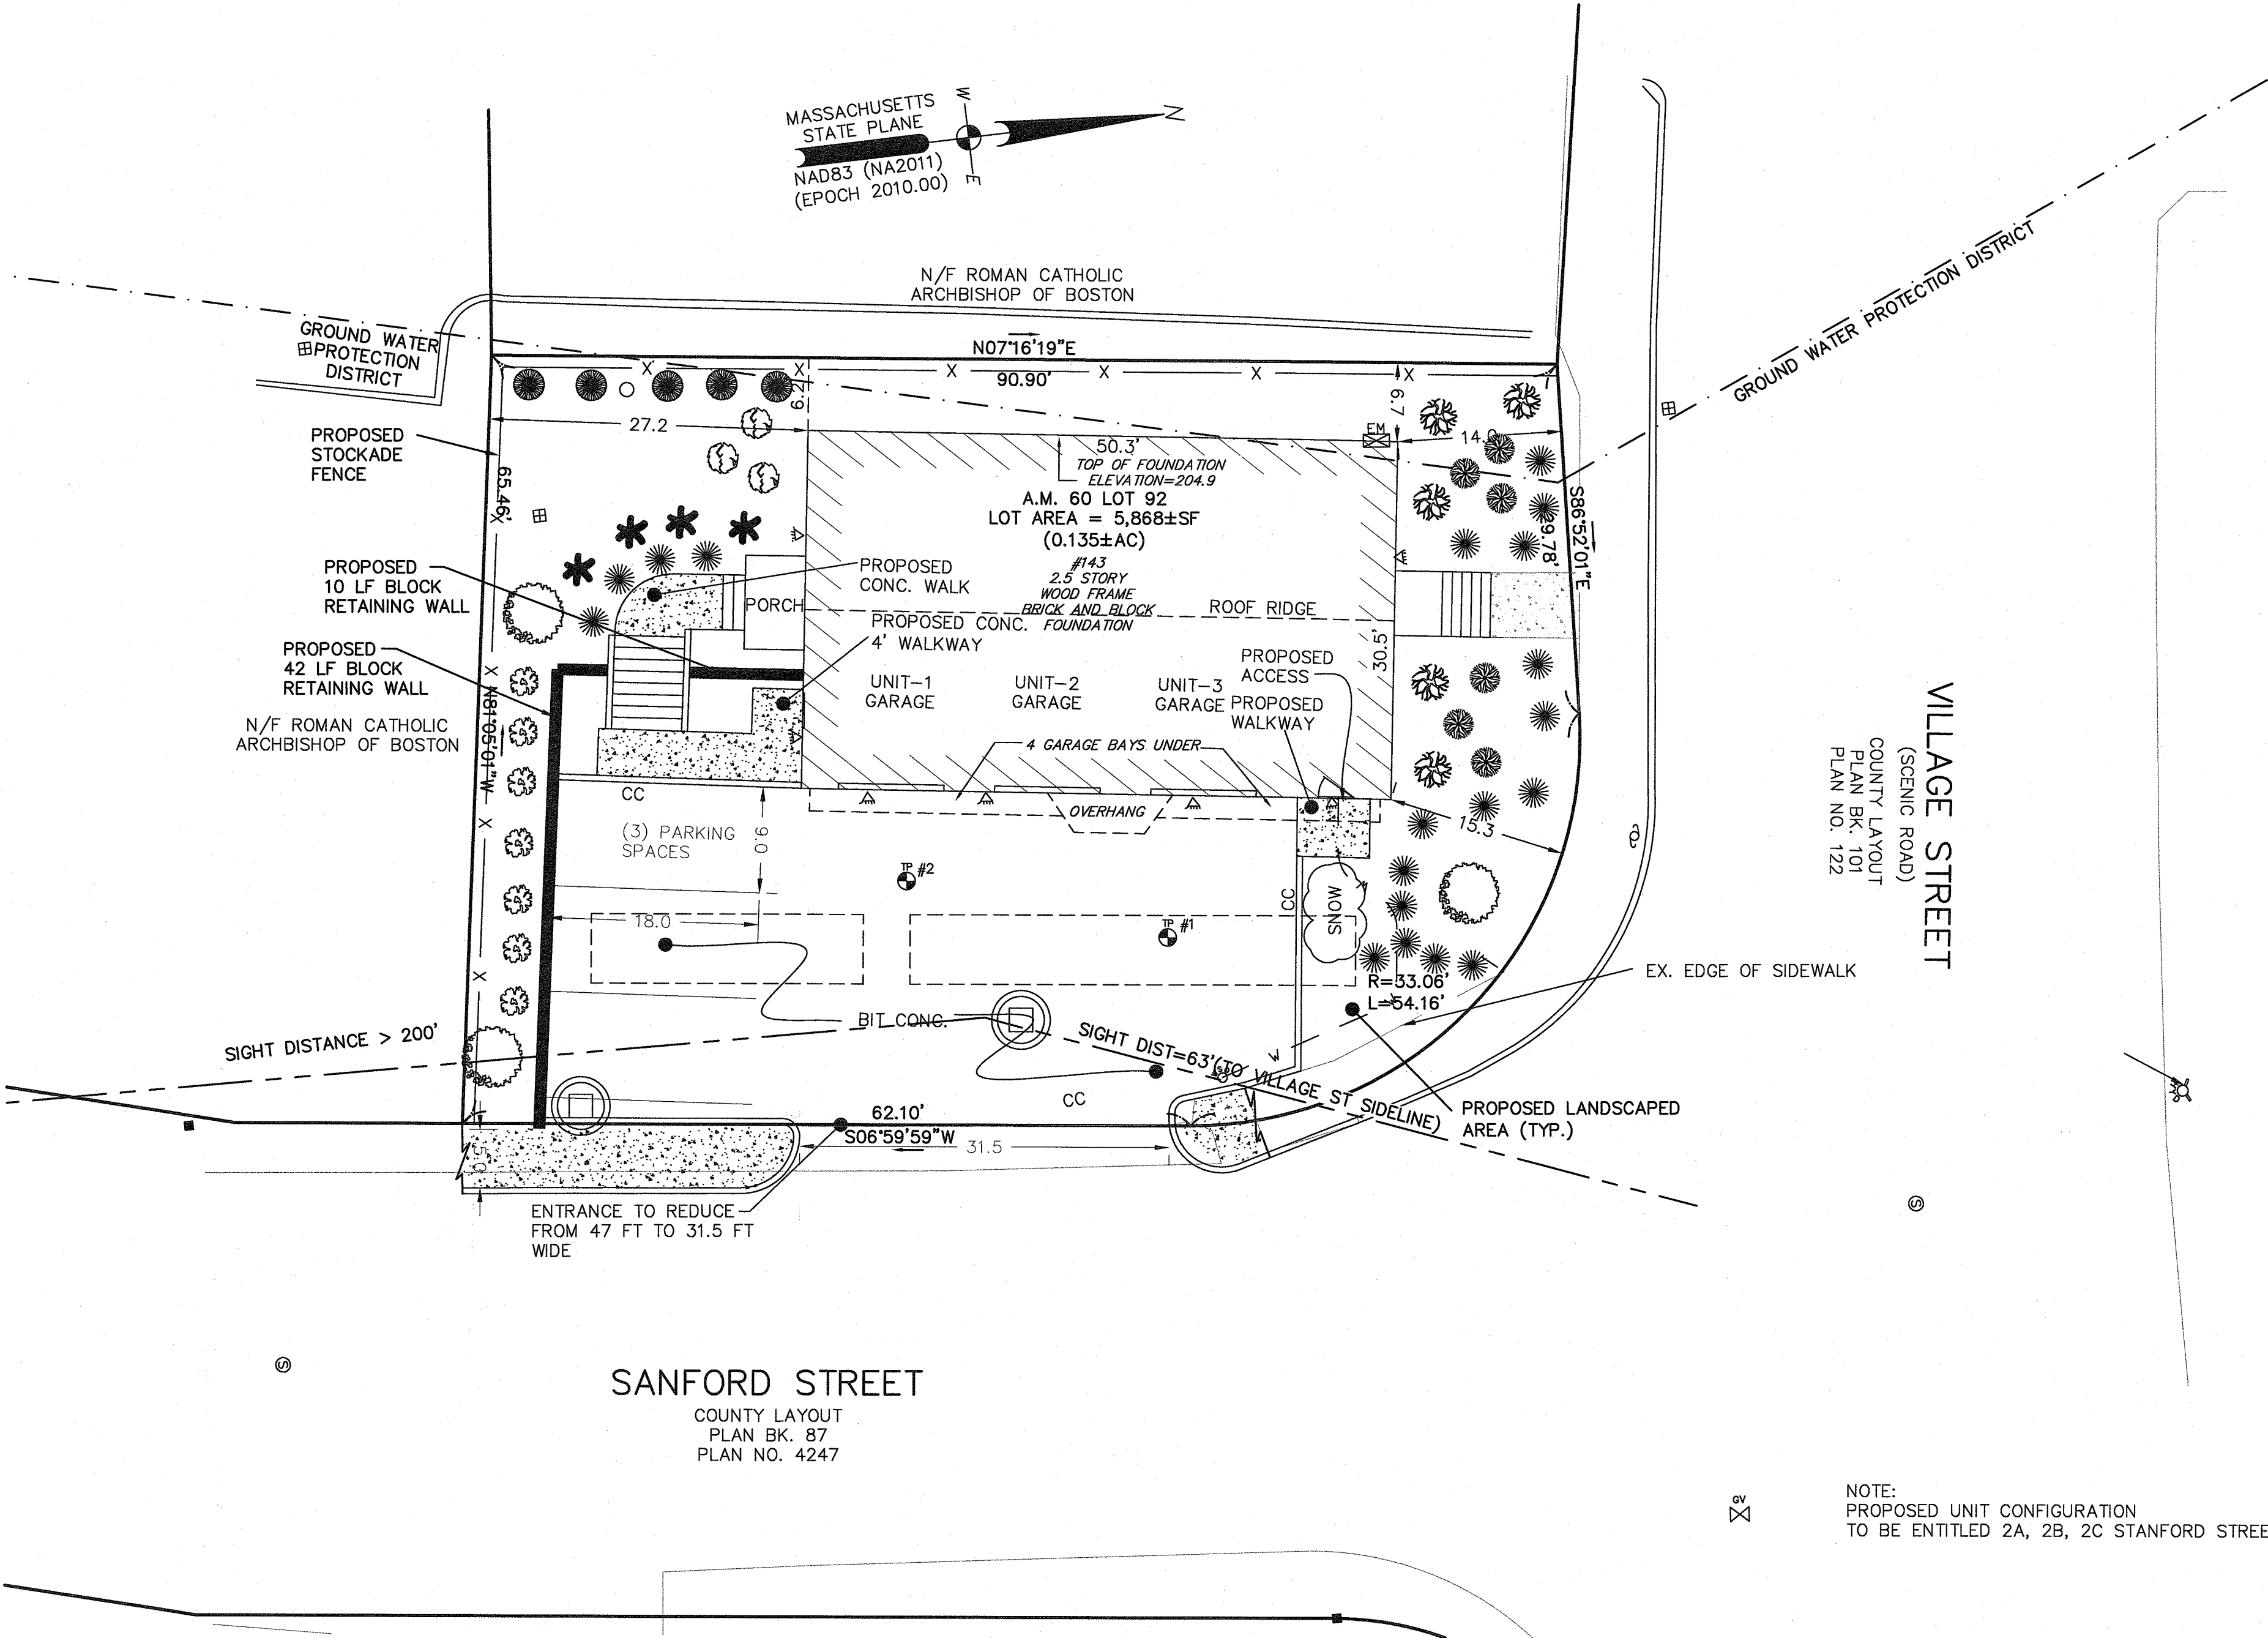 MASSACHUSETTS
STATE PLANE
NAD83 (NA2011)
(EPOCH 2010.00)
W
N
E
N/F ROMAN CATHOLIC
ARCHBISHOP OF BOSTON
GROUND WATER
PROTECTION
DISTRICT
GROUND WATER PROTECTION DISTRICT
N07°16'19"E
90.90'
PROPOSED
STOCKADE
FENCE
27.2
6.7
EM
50.3'
TOP OF FOUNDATION
ELEVATION=204.9
A.M. 60 LOT 92
LOT AREA = 5,868±SF
(0.135±AC)
#143
2.5 STORY
WOOD FRAME
BRICK AND BLOCK
FOUNDATION
ROOF RIDGE
65.46'
S86°52'01"E
PROPOSED
10 LF BLOCK
RETAINING WALL
PROPOSED
CONC. WALK
PORCH
PROPOSED CONC.
4' WALKWAY
PROPOSED
42 LF BLOCK
RETAINING WALL
N/F ROMAN CATHOLIC
ARCHBISHOP OF BOSTON
N81°05'01"W
UNIT-1
GARAGE
UNIT-2
GARAGE
UNIT-3
GARAGE
PROPOSED
ACCESS
PROPOSED
WALKWAY
30.5'
4 GARAGE BAYS UNDER
OVERHANG
15.3
CC
(3) PARKING
SPACES
9.0
18.0
TP #2
TP #1
CC
SNOW
R=33.06'
L=54.16'
EX. EDGE OF SIDEWALK
VILLAGE STREET
(SCENIC ROAD)
COUNTY LAYOUT
PLAN BK. 101
PLAN NO. 122
BIT CONC.
SIGHT DISTANCE > 200'
SIGHT DIST=63'(TO VILLAGE ST SIDELINE)
W
CC
PROPOSED LANDSCAPED
AREA (TYP.)
62.10'
S06°59'59"W
31.5
5.0
ENTRANCE TO REDUCE
FROM 47 FT TO 31.5 FT
WIDE
S
S
SANFORD STREET
COUNTY LAYOUT
PLAN BK. 87
PLAN NO. 4247
GV
NOTE:
PROPOSED UNIT CONFIGURATION
TO BE ENTITLED 2A, 2B, 2C STANFORD STREE